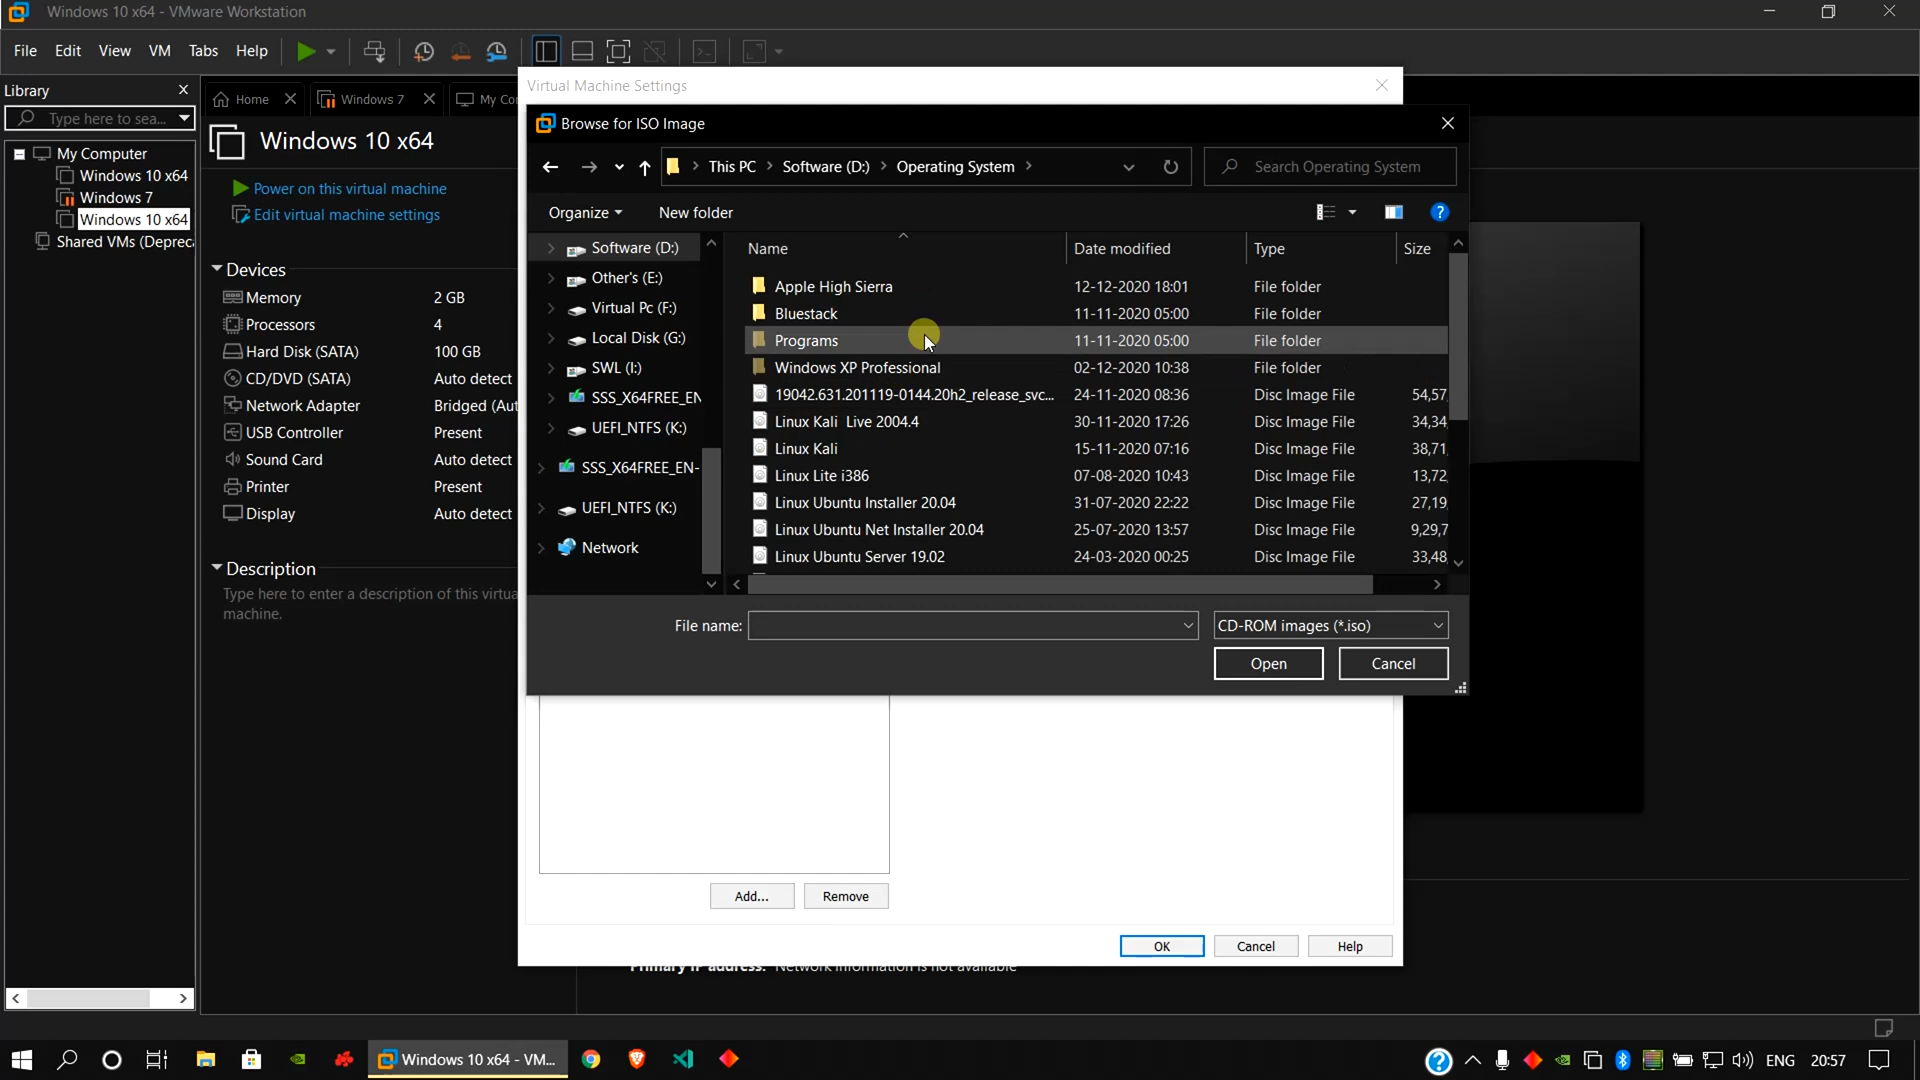 Windows 10 x64 - VMware Workstation
File Edit View VM Tabs Help
Library
Type here to sea...
My Computer
Windows 10 x64
Windows 7
Windows 10 x64
Shared VMs (Depreca
Home
Windows 7
My Co
Windows 10 x64
Power on this virtual machine
Edit virtual machine settings
Devices
Memory 2 GB
Processors 4
Hard Disk (SATA) 100 GB
CD/DVD (SATA) Auto detect
Network Adapter Bridged (Aut
USB Controller Present
Sound Card Auto detect
Printer Present
Display Auto detect
Description
Type here to enter a description of this virtua
machine.
Virtual Machine Settings
Browse for ISO Image
This PC Software (D:) Operating System
Search Operating System
Organize New folder
Software (D:)
Other's (E:)
Virtual Pc (F:)
Local Disk (G:)
SWL (I:)
SSS_X64FREE_EN
UEFI_NTFS (K:)
SSS_X64FREE_EN-
UEFI_NTFS (K:)
Network
Name Date modified Type Size
Apple High Sierra 12-12-2020 18:01 File folder
Bluestack 11-11-2020 05:00 File folder
Programs 11-11-2020 05:00 File folder
Windows XP Professional 02-12-2020 10:38 File folder
19042.631.201119-0144.20h2_release_svc... 24-11-2020 08:36 Disc Image File 54,57
Linux Kali Live 2004.4 30-11-2020 17:26 Disc Image File 34,34
Linux Kali 15-11-2020 07:16 Disc Image File 38,71
Linux Lite i386 07-08-2020 10:43 Disc Image File 13,72
Linux Ubuntu Installer 20.04 31-07-2020 22:22 Disc Image File 27,19
Linux Ubuntu Net Installer 20.04 25-07-2020 13:57 Disc Image File 9,29,7
Linux Ubuntu Server 19.02 24-03-2020 00:25 Disc Image File 33,48
File name: CD-ROM images (*.iso)
Open Cancel
Add... Remove
OK Cancel Help
Primary IP address: Network information is not available
Windows 10 x64 - VM...
ENG 20:57